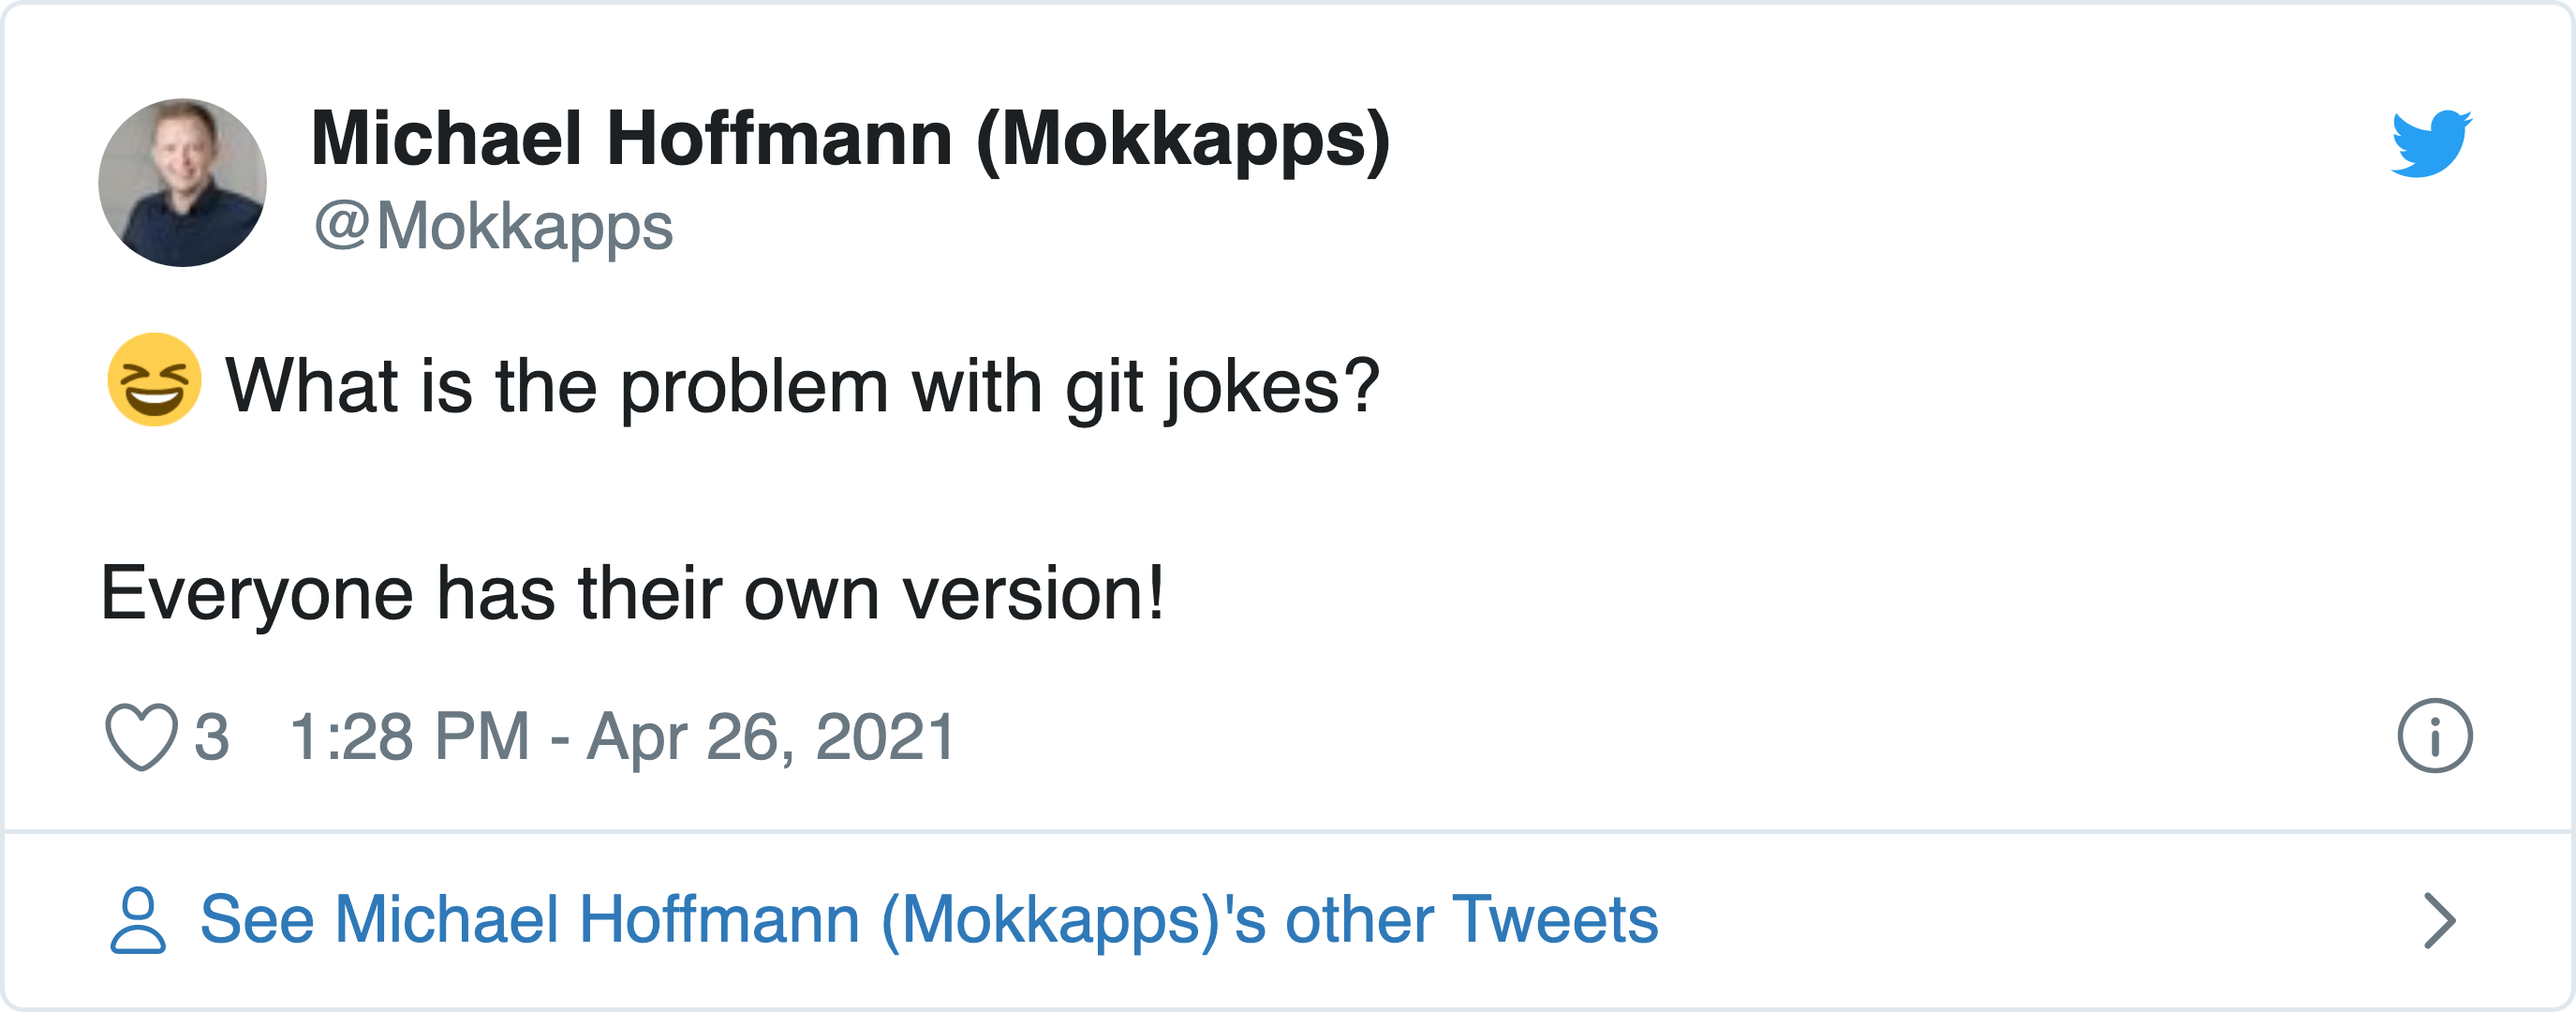 Michael Hoffmann (Mokkapps)
@Mokkapps
😆 What is the problem with git jokes?
Everyone has their own version!
3 1:28 PM - Apr 26, 2021
See Michael Hoffmann (Mokkapps)'s other Tweets